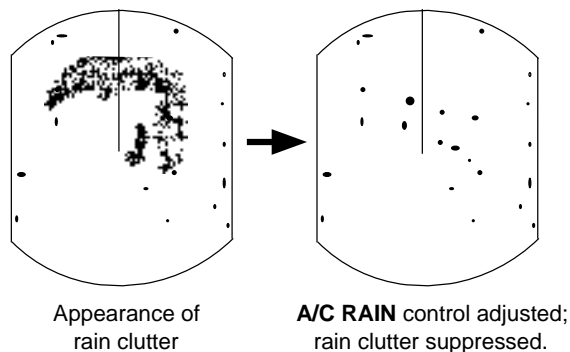 Appearance of
rain clutter
A/C RAIN control adjusted;
rain clutter suppressed.